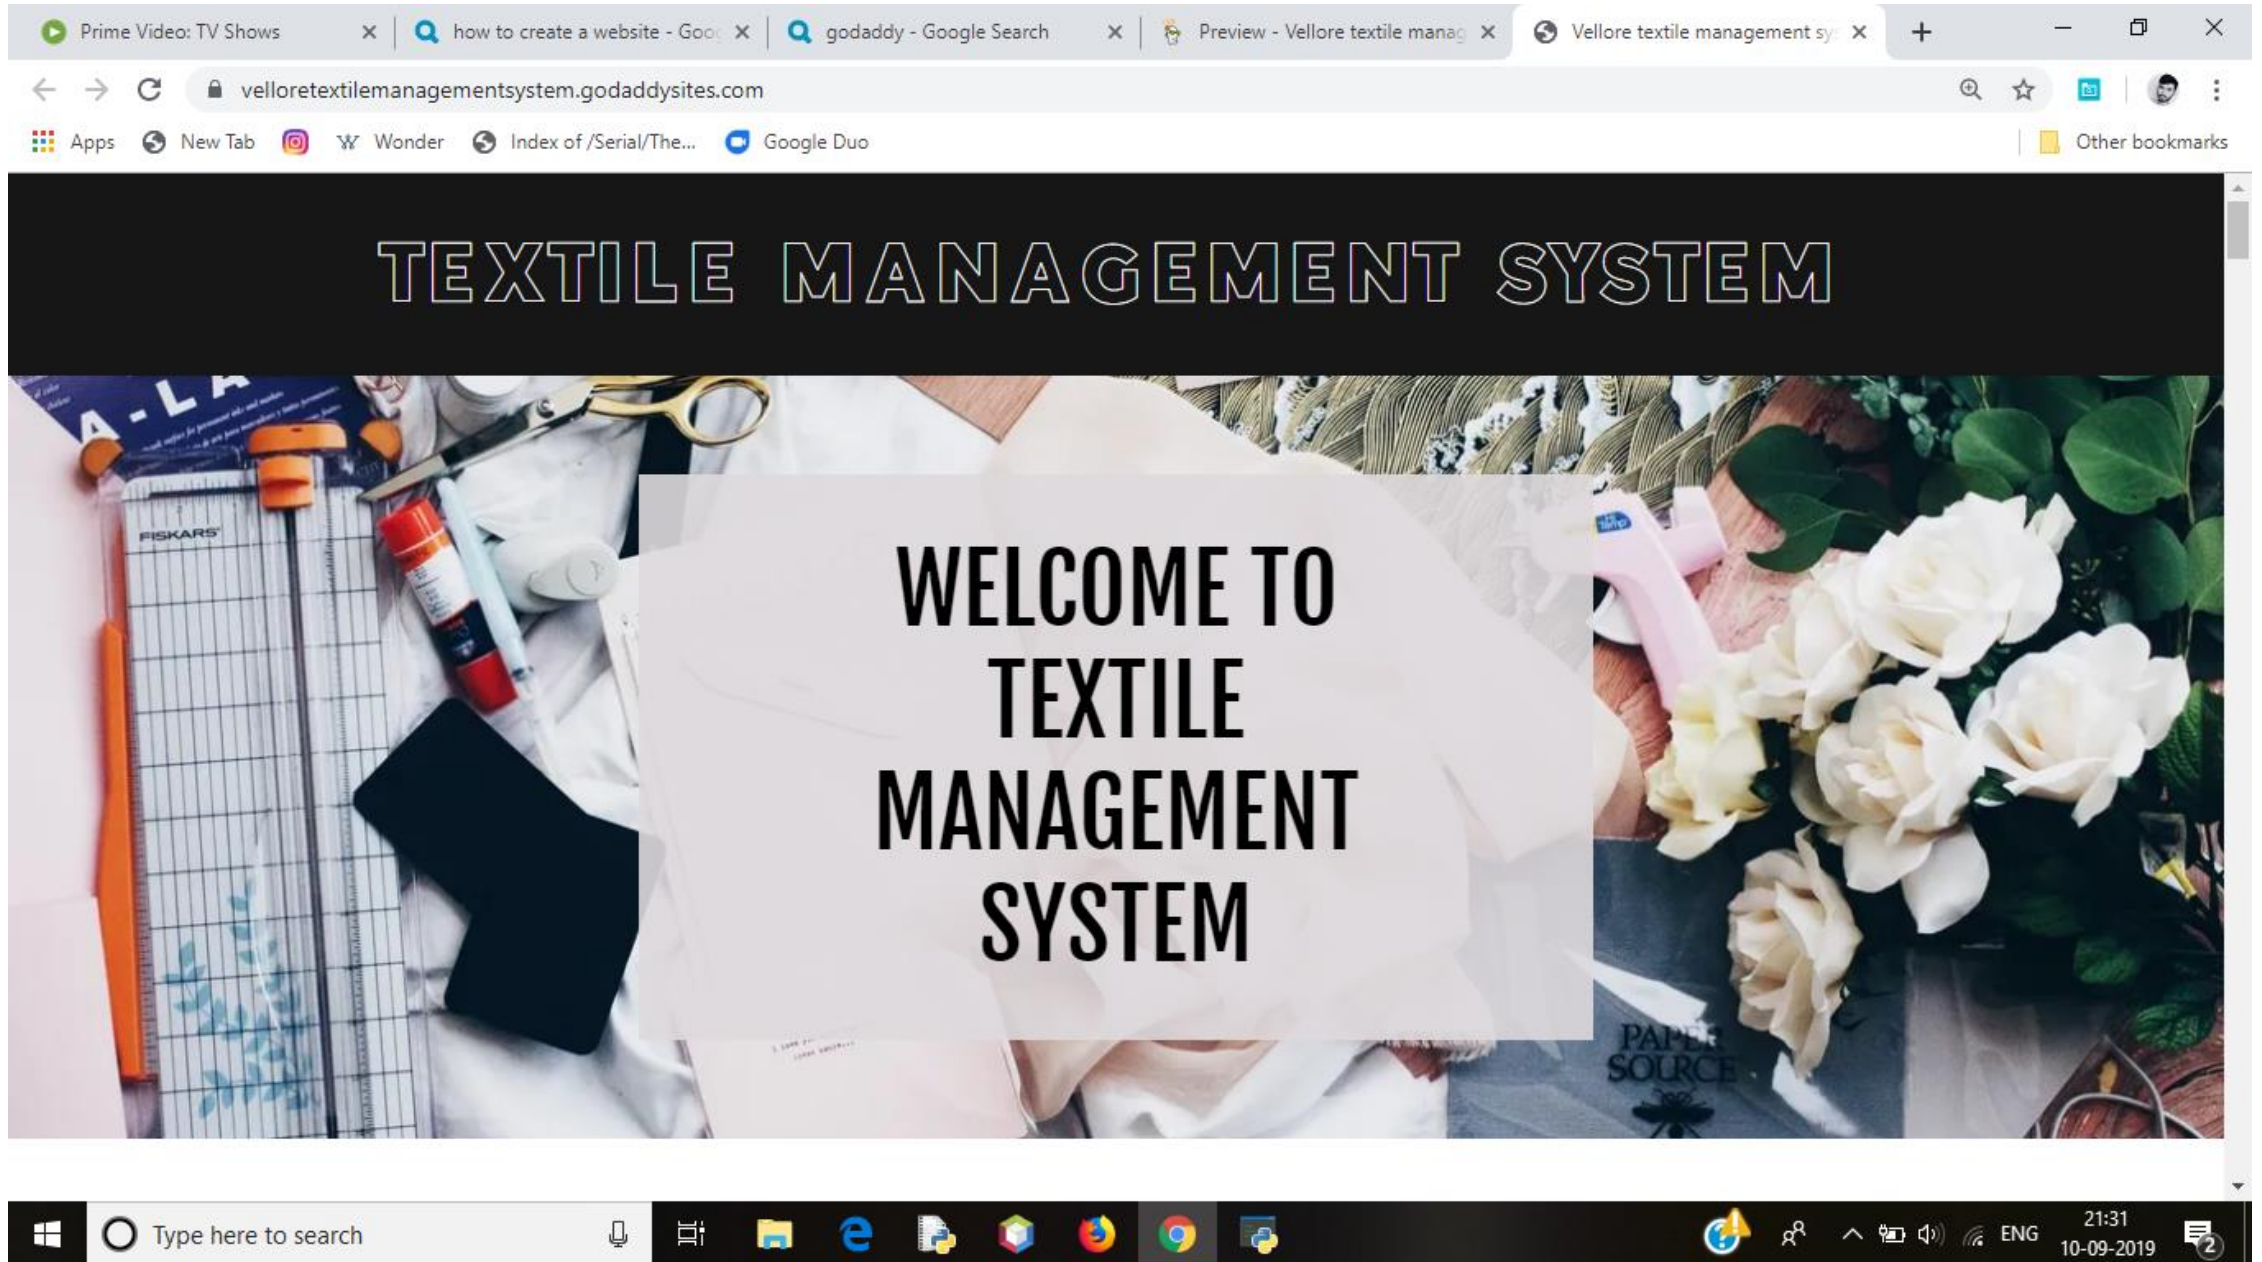 Prime Video: TV Shows
how to create a website - Goo
godaddy - Google Search
Preview - Vellore textile manag
Vellore textile management sy
velloretextilemanagementsystem.godaddysites.com
Apps
New Tab
Wonder
Index of /Serial/The...
Google Duo
Other bookmarks
TEXTILE MANAGEMENT SYSTEM
A-LA
FISKARS
WELCOME TO
TEXTILE
MANAGEMENT
SYSTEM
PAPER
SOURCE
Type here to search
ENG
21:31
10-09-2019
2